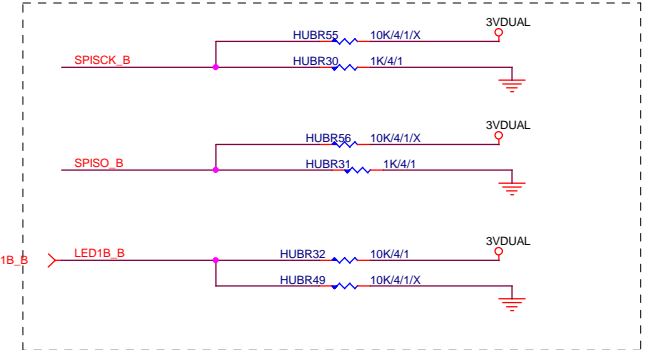 3VDUAL
HUBR55 10K/4/1/X
SPISCK_B HUBR30 1K/4/1
3VDUAL
HUBR56 10K/4/1/X
SPISO_B HUBR31 1K/4/1
3VDUAL
1B_B LED1B_B HUBR32 10K/4/1
HUBR49 10K/4/1/X